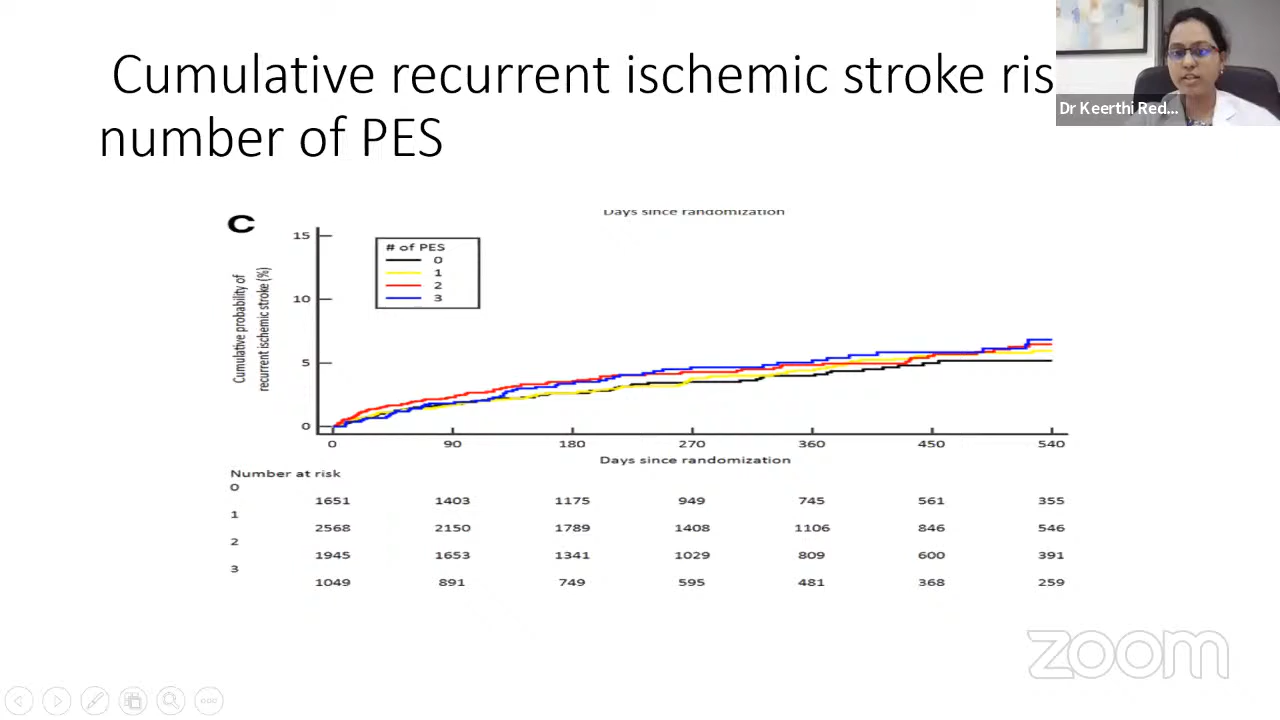 Cumulative recurrent ischemic stroke ris
number of PES
Dr Keerthi Red...
C
Days since randomization
# of PES
0
1
2
3
15
10
5
0
Cumulative probability of
recurrent ischemic stroke (%)
0 90 180 270 360 450 540
Days since randomization
Number at risk
0
1651 1403 1175 949 745 561 355
1
2568 2150 1789 1408 1106 846 546
2
1945 1653 1341 1029 809 600 391
3
1049 891 749 595 481 368 259
zoom